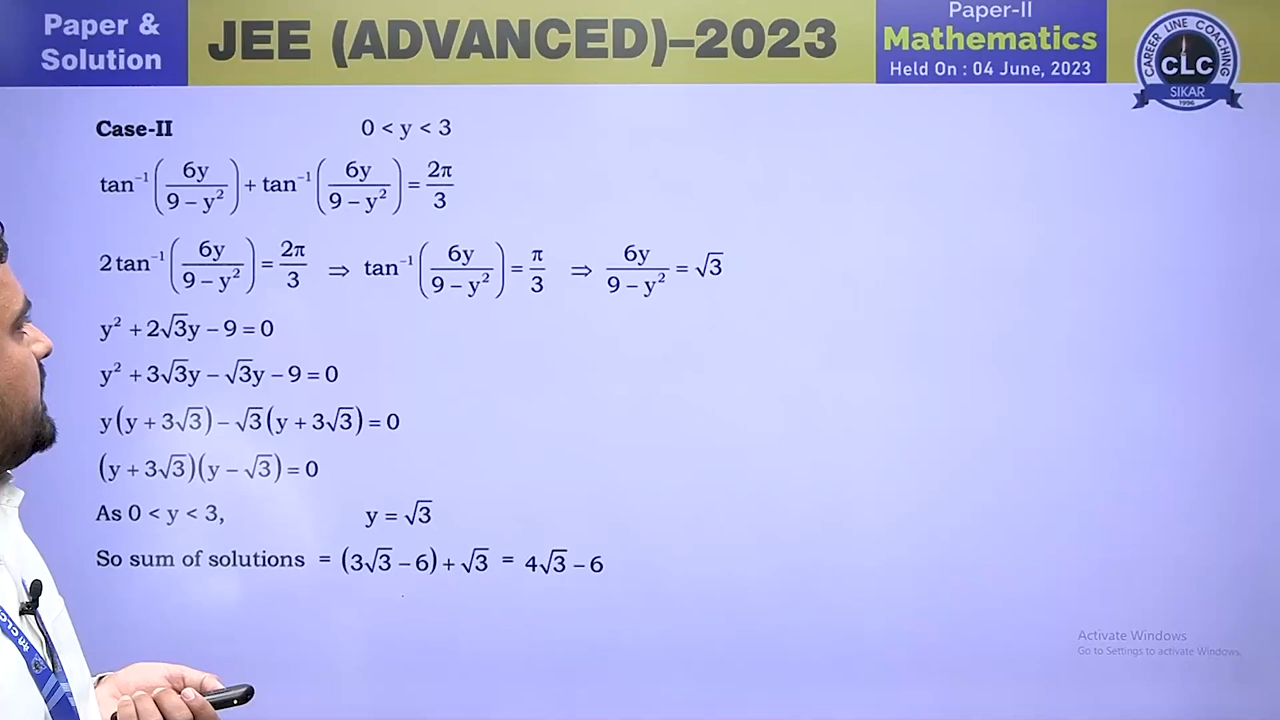 Paper &
Solution
JEE (ADVANCED)–2023
Paper-II
Mathematics
Held On : 04 June, 2023
CAREER LINE COACHING
CLC
SIKAR
1996
Case-II 0 < y < 3
tan⁻¹(6y/(9 – y²)) + tan⁻¹(6y/(9 – y²)) = 2π/3
2tan⁻¹(6y/(9 – y²)) = 2π/3 ⇒ tan⁻¹(6y/(9 – y²)) = π/3 ⇒ 6y/(9 – y²) = √3
y² + 2√3y – 9 = 0
y² + 3√3y – √3y – 9 = 0
y(y + 3√3) – √3(y + 3√3) = 0
(y + 3√3)(y – √3) = 0
As 0 < y < 3, y = √3
So sum of solutions = (3√3 – 6) + √3 = 4√3 – 6
Activate Windows
Go to Settings to activate Windows.
CLC